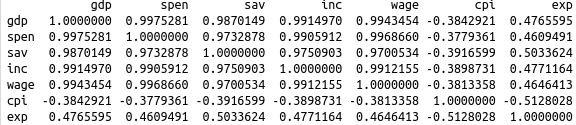 gdp spen sav inc wage cpi exp
gdp 1.0000000 0.9975281 0.9870149 0.9914970 0.9943454 -0.3842921 0.4765595
spen 0.9975281 1.0000000 0.9732878 0.9905912 0.9968660 -0.3779361 0.4609491
sav 0.9870149 0.9732878 1.0000000 0.9750903 0.9700534 -0.3916599 0.5033624
inc 0.9914970 0.9905912 0.9750903 1.0000000 0.9912155 -0.3898731 0.4771164
wage 0.9943454 0.9968660 0.9700534 0.9912155 1.0000000 -0.3813358 0.4646413
cpi -0.3842921 -0.3779361 -0.3916599 -0.3898731 -0.3813358 1.0000000 -0.5128028
exp 0.4765595 0.4609491 0.5033624 0.4771164 0.4646413 -0.5128028 1.0000000